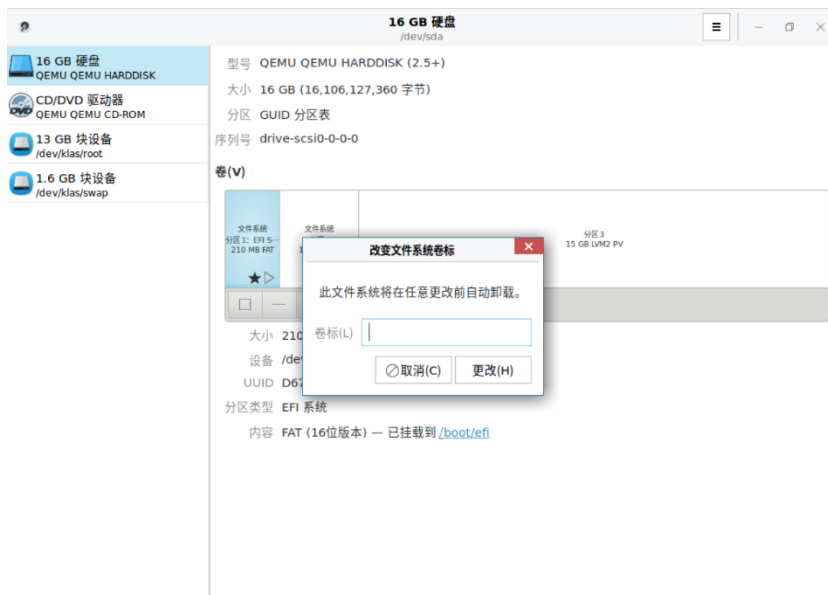 16 GB 硬盘
/dev/sda
16 GB 硬盘
QEMU QEMU HARDDISK
CD/DVD 驱动器
QEMU QEMU CD-ROM
13 GB 块设备
/dev/klas/root
1.6 GB 块设备
/dev/klas/swap
型号 QEMU QEMU HARDDISK (2.5+)
大小 16 GB (16,106,127,360 字节)
分区 GUID 分区表
序列号 drive-scsi0-0-0-0
卷(V)
文件系统
分区 1: EFI S…
210 MB FAT
文件系统
分区 3
15 GB LVM2 PV
改变文件系统卷标
此文件系统将在任意更改前自动卸载。
卷标(L)
取消(C) 更改(H)
大小 210
设备 /de
UUID D67
分区类型 EFI 系统
内容 FAT (16位版本) — 已挂载到 /boot/efi